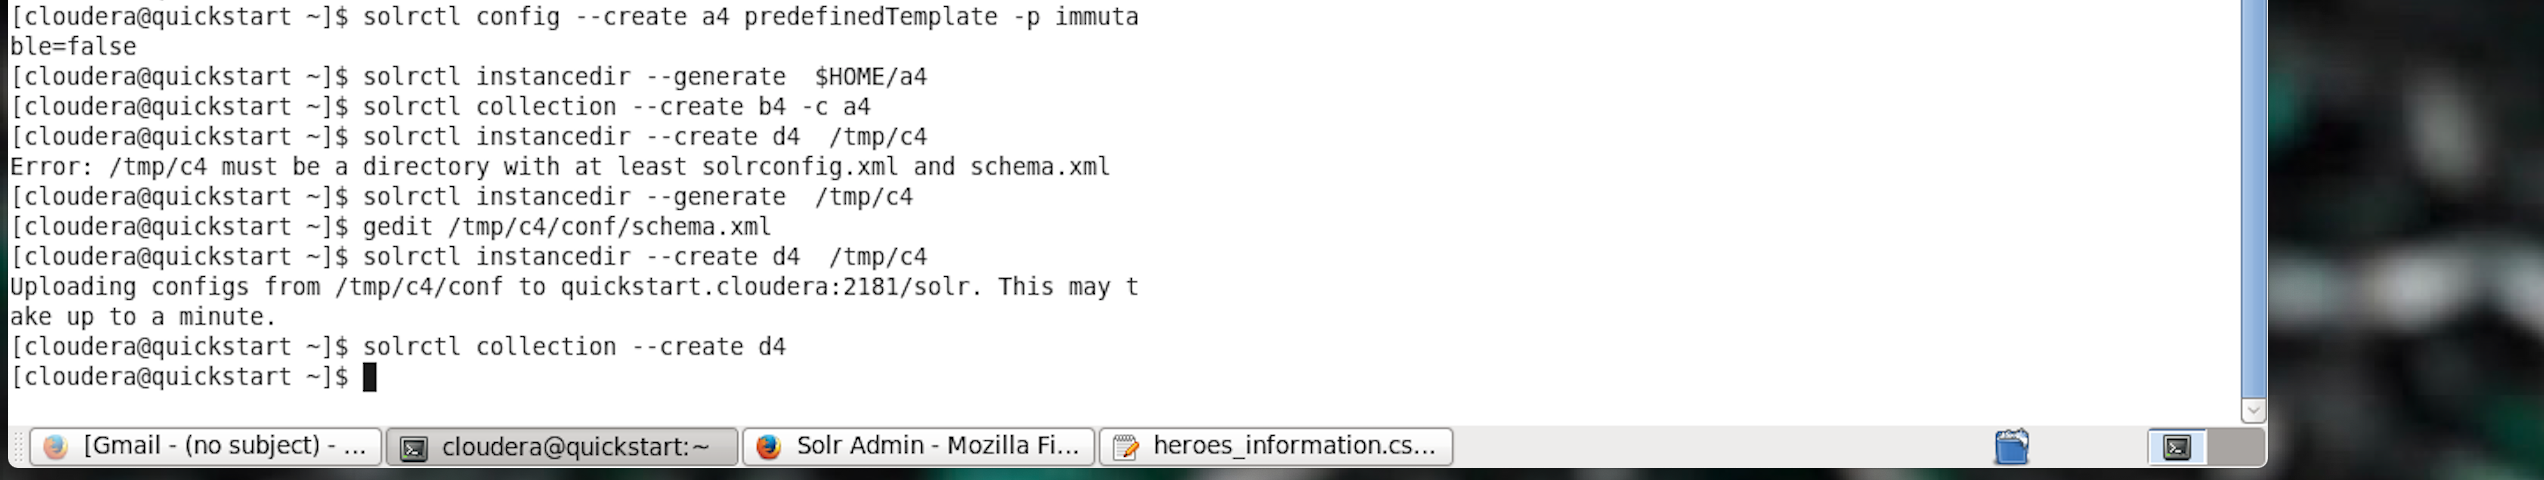 [cloudera@quickstart ~]$ solrctl config --create a4 predefinedTemplate -p immuta
ble=false
[cloudera@quickstart ~]$ solrctl instancedir --generate  $HOME/a4
[cloudera@quickstart ~]$ solrctl collection --create b4 -c a4
[cloudera@quickstart ~]$ solrctl instancedir --create d4  /tmp/c4
Error: /tmp/c4 must be a directory with at least solrconfig.xml and schema.xml
[cloudera@quickstart ~]$ solrctl instancedir --generate  /tmp/c4
[cloudera@quickstart ~]$ gedit /tmp/c4/conf/schema.xml
[cloudera@quickstart ~]$ solrctl instancedir --create d4  /tmp/c4
Uploading configs from /tmp/c4/conf to quickstart.cloudera:2181/solr. This may t
ake up to a minute.
[cloudera@quickstart ~]$ solrctl collection --create d4
[cloudera@quickstart ~]$
[Gmail - (no subject) - ... cloudera@quickstart:~ Solr Admin - Mozilla Fi... heroes_information.cs...